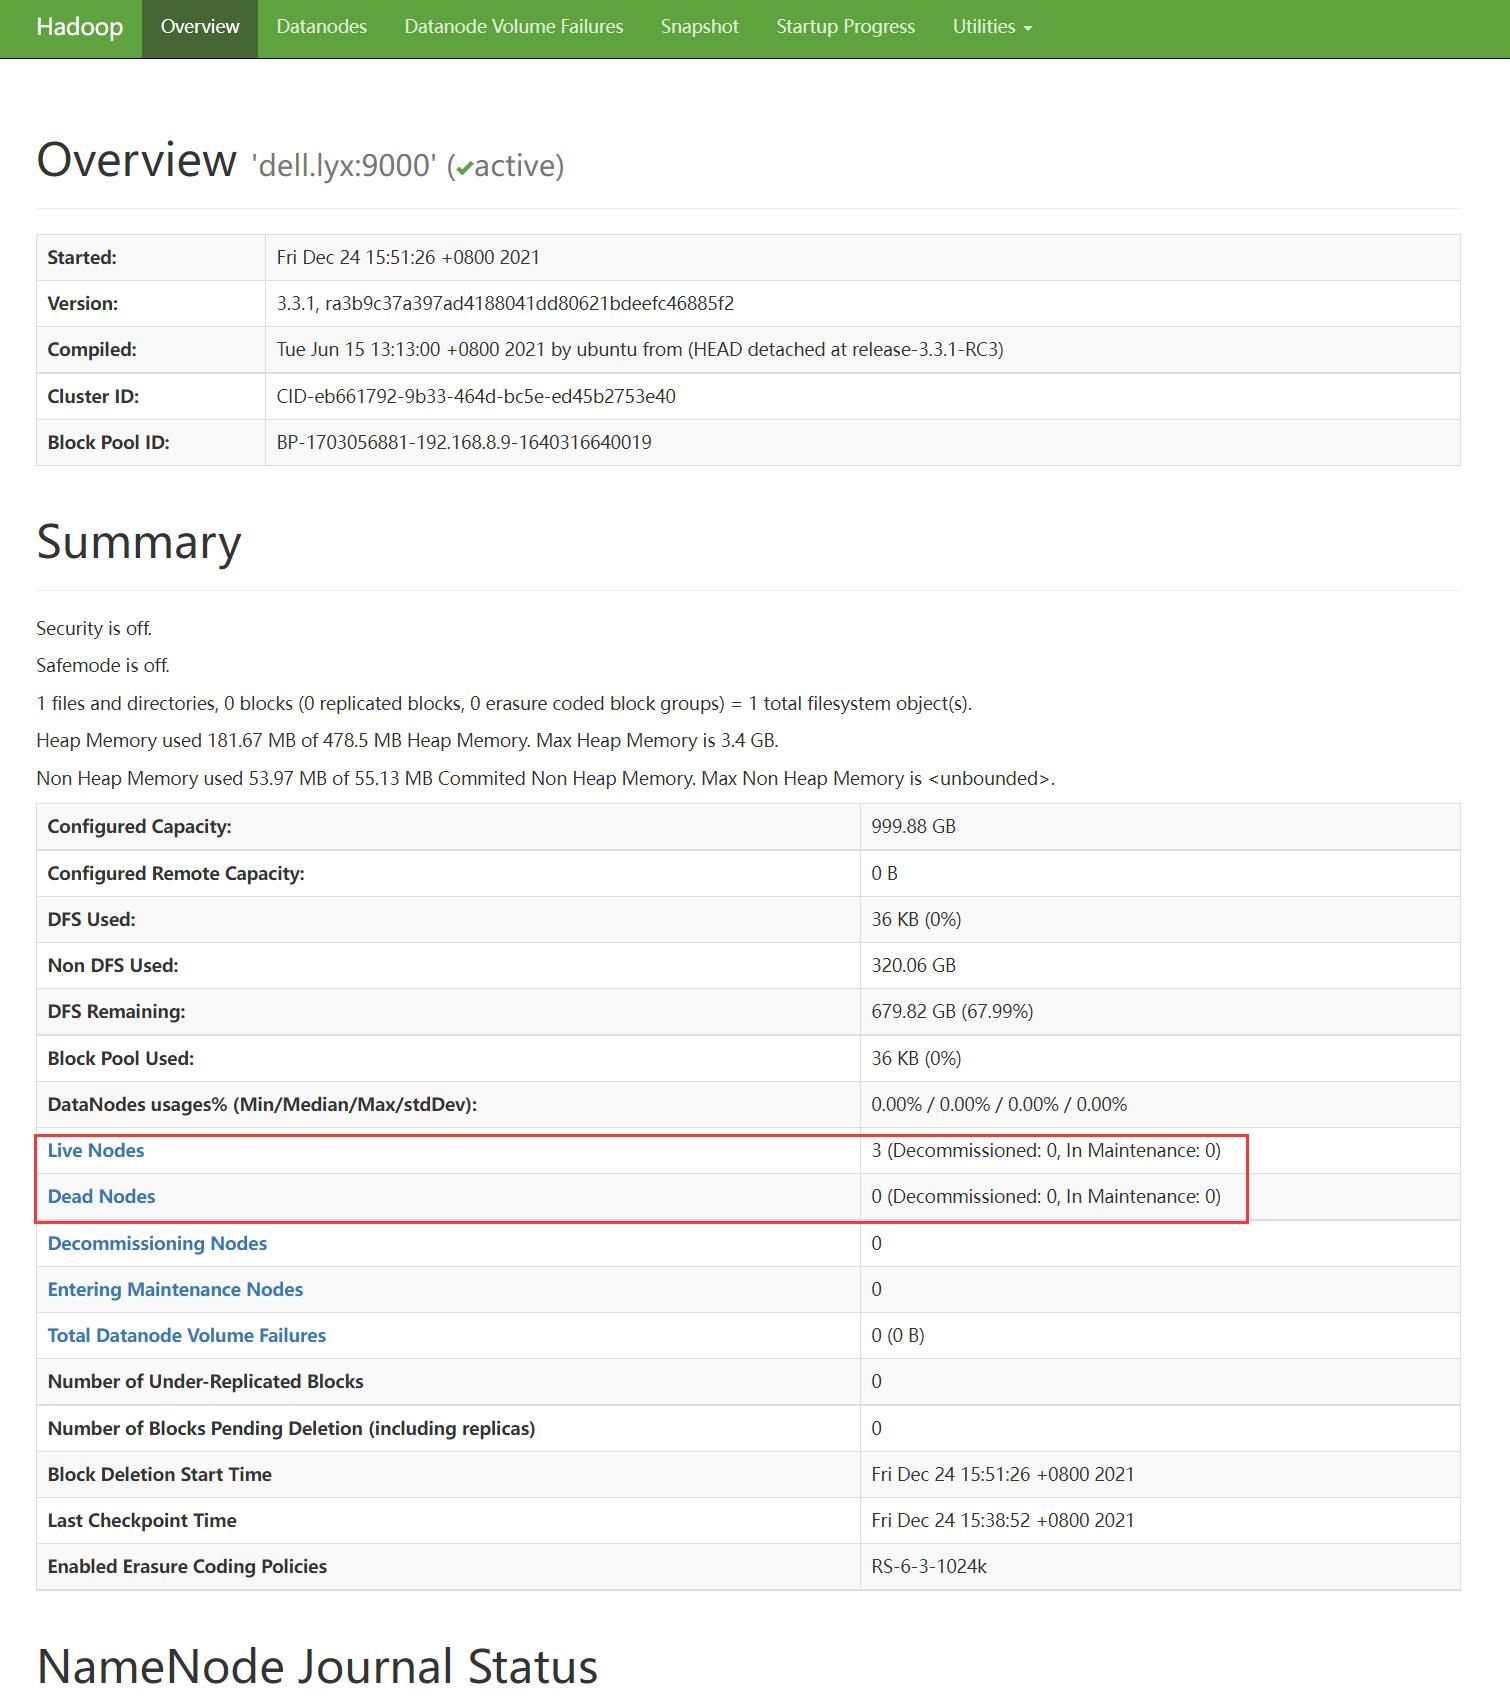 Hadoop Overview Datanodes Datanode Volume Failures Snapshot Startup Progress Utilities
Overview 'dell.lyx:9000' (✔active)
Started: Fri Dec 24 15:51:26 +0800 2021
Version: 3.3.1, ra3b9c37a397ad4188041dd80621bdeefc46885f2
Compiled: Tue Jun 15 13:13:00 +0800 2021 by ubuntu from (HEAD detached at release-3.3.1-RC3)
Cluster ID: CID-eb661792-9b33-464d-bc5e-ed45b2753e40
Block Pool ID: BP-1703056881-192.168.8.9-1640316640019
Summary
Security is off.
Safemode is off.
1 files and directories, 0 blocks (0 replicated blocks, 0 erasure coded block groups) = 1 total filesystem object(s).
Heap Memory used 181.67 MB of 478.5 MB Heap Memory. Max Heap Memory is 3.4 GB.
Non Heap Memory used 53.97 MB of 55.13 MB Commited Non Heap Memory. Max Non Heap Memory is <unbounded>.
Configured Capacity: 999.88 GB
Configured Remote Capacity: 0 B
DFS Used: 36 KB (0%)
Non DFS Used: 320.06 GB
DFS Remaining: 679.82 GB (67.99%)
Block Pool Used: 36 KB (0%)
DataNodes usages% (Min/Median/Max/stdDev): 0.00% / 0.00% / 0.00% / 0.00%
Live Nodes 3 (Decommissioned: 0, In Maintenance: 0)
Dead Nodes 0 (Decommissioned: 0, In Maintenance: 0)
Decommissioning Nodes 0
Entering Maintenance Nodes 0
Total Datanode Volume Failures 0 (0 B)
Number of Under-Replicated Blocks 0
Number of Blocks Pending Deletion (including replicas) 0
Block Deletion Start Time Fri Dec 24 15:51:26 +0800 2021
Last Checkpoint Time Fri Dec 24 15:38:52 +0800 2021
Enabled Erasure Coding Policies RS-6-3-1024k
NameNode Journal Status